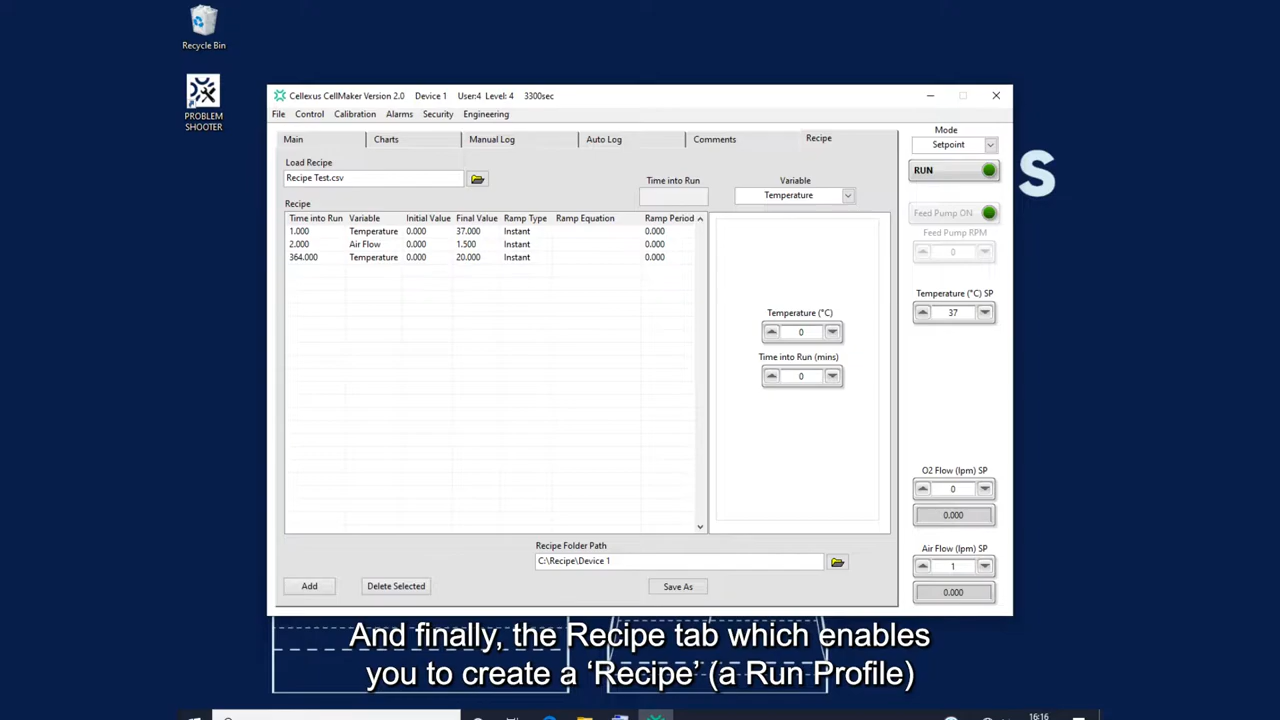 Recycle Bin
PROBLEM
SHOOTER
S
Cellexus CellMaker Version 2.0 Device 1 User:4 Level: 4 3300sec
File Control Calibration Alarms Security Engineering
Main Charts Manual Log Auto Log Comments Recipe
Load Recipe
Recipe Test.csv
Time into Run
Variable
Temperature
Recipe
Time into Run Variable Initial Value Final Value Ramp Type Ramp Equation Ramp Period
1.000 Temperature 0.000 37.000 Instant 0.000
2.000 Air Flow 0.000 1.500 Instant 0.000
364.000 Temperature 0.000 20.000 Instant 0.000
Temperature (°C)
0
Time into Run (mins)
0
Recipe Folder Path
C:\Recipe\Device 1
Add Delete Selected Save As
Mode
Setpoint
RUN
Feed Pump ON
Feed Pump RPM
0
Temperature (°C) SP
37
O2 Flow (lpm) SP
0
0.000
Air Flow (lpm) SP
1
0.000
And finally, the Recipe tab which enables
you to create a ‘Recipe’ (a Run Profile)
16:16